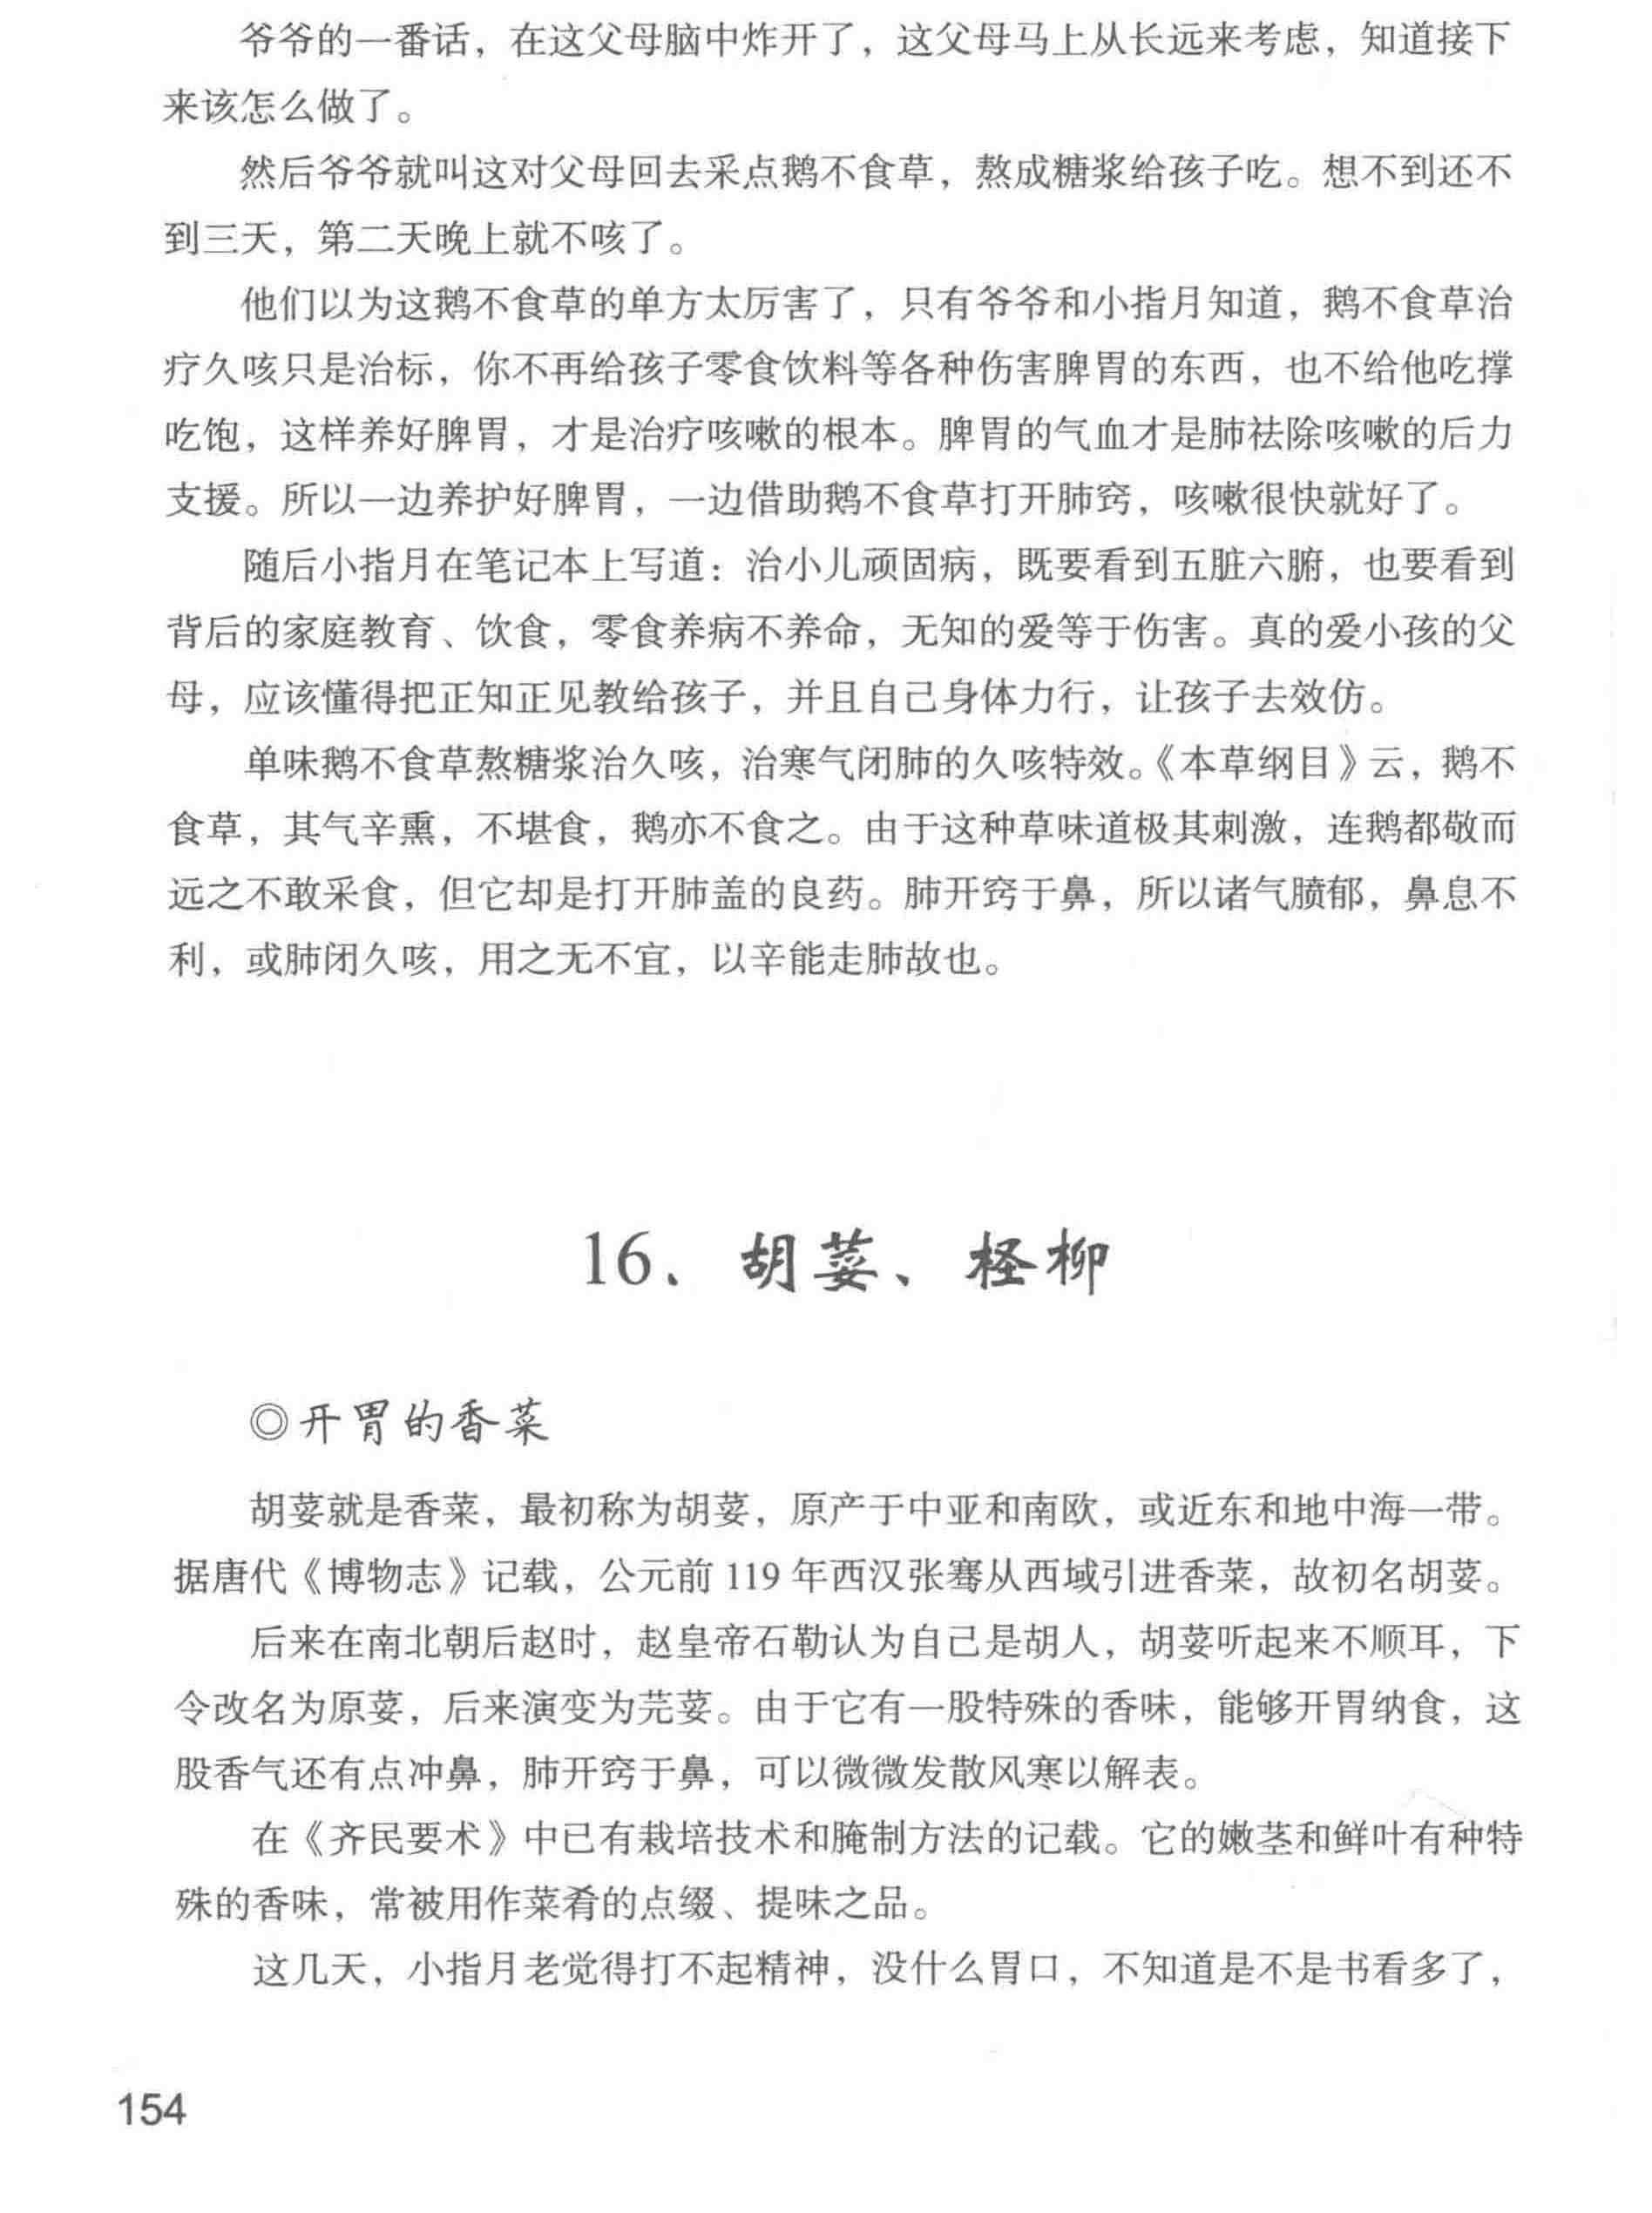 爷爷的一番话，在这父母脑中炸开了，这父母马上从长远来考虑，知道接下
来该怎么做了。
然后爷爷就叫这对父母回去采点鹅不食草，熬成糖浆给孩子吃。想不到还不
到三天，第二天晚上就不咳了。
他们以为这鹅不食草的单方太厉害了，只有爷爷和小指月知道，鹅不食草治
疗久咳只是治标，你不再给孩子零食饮料等各种伤害脾胃的东西，也不给他吃撑
吃饱，这样养好脾胃，才是治疗咳嗽的根本。脾胃的气血才是肺祛除咳嗽的后力
支援。所以一边养护好脾胃，一边借助鹅不食草打开肺窍，咳嗽很快就好了。
随后小指月在笔记本上写道：治小儿顽固病，既要看到五脏六腑，也要看到
背后的家庭教育、饮食，零食养病不养命，无知的爱等于伤害。真的爱小孩的父
母，应该懂得把正知正见教给孩子，并且自己身体力行，让孩子去效仿。
单味鹅不食草熬糖浆治久咳，治寒气闭肺的久咳特效。《本草纲目》云，鹅不
食草，其气辛熏，不堪食，鹅亦不食之。由于这种草味道极其刺激，连鹅都敬而
远之不敢采食，但它却是打开肺盖的良药。肺开窍于鼻，所以诸气膹郁，鼻息不
利，或肺闭久咳，用之无不宜，以辛能走肺故也。
16、胡荽、柽柳
◎开胃的香菜
胡荽就是香菜，最初称为胡荽，原产于中亚和南欧，或近东和地中海一带。
据唐代《博物志》记载，公元前 119 年西汉张骞从西域引进香菜，故初名胡荽。
后来在南北朝后赵时，赵皇帝石勒认为自己是胡人，胡荽听起来不顺耳，下
令改名为原荽，后来演变为芫荽。由于它有一股特殊的香味，能够开胃纳食，这
股香气还有点冲鼻，肺开窍于鼻，可以微微发散风寒以解表。
在《齐民要术》中已有栽培技术和腌制方法的记载。它的嫩茎和鲜叶有种特
殊的香味，常被用作菜肴的点缀、提味之品。
这几天，小指月老觉得打不起精神，没什么胃口，不知道是不是书看多了，
154